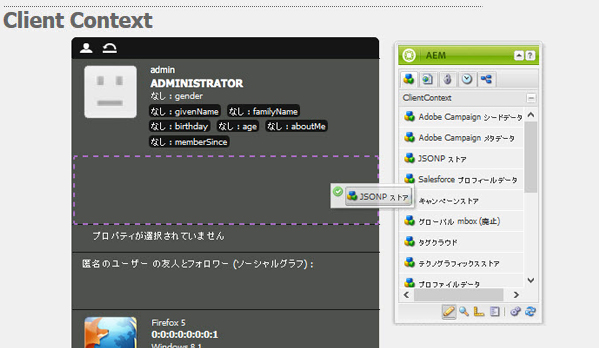 Client Context
admin
ADMINISTRATOR
なし : gender
なし : givenName なし : familyName
なし : birthday なし : age なし : aboutMe
なし : memberSince
JSONP ストア
プロパティが選択されていません
匿名のユーザー の友人とフォロワー (ソーシャルグラフ) :
Firefox 5
0:0:0:0:0:0:0:1
Windows 8.1
AEM
ClientContext
Adobe Campaign シードデータ
Adobe Campaign メタデータ
JSONP ストア
Salesforce プロフィールデータ
キャンペーンストア
グローバル mbox (廃止)
タグクラウド
テクノグラフィックスストア
プロファイルデータ